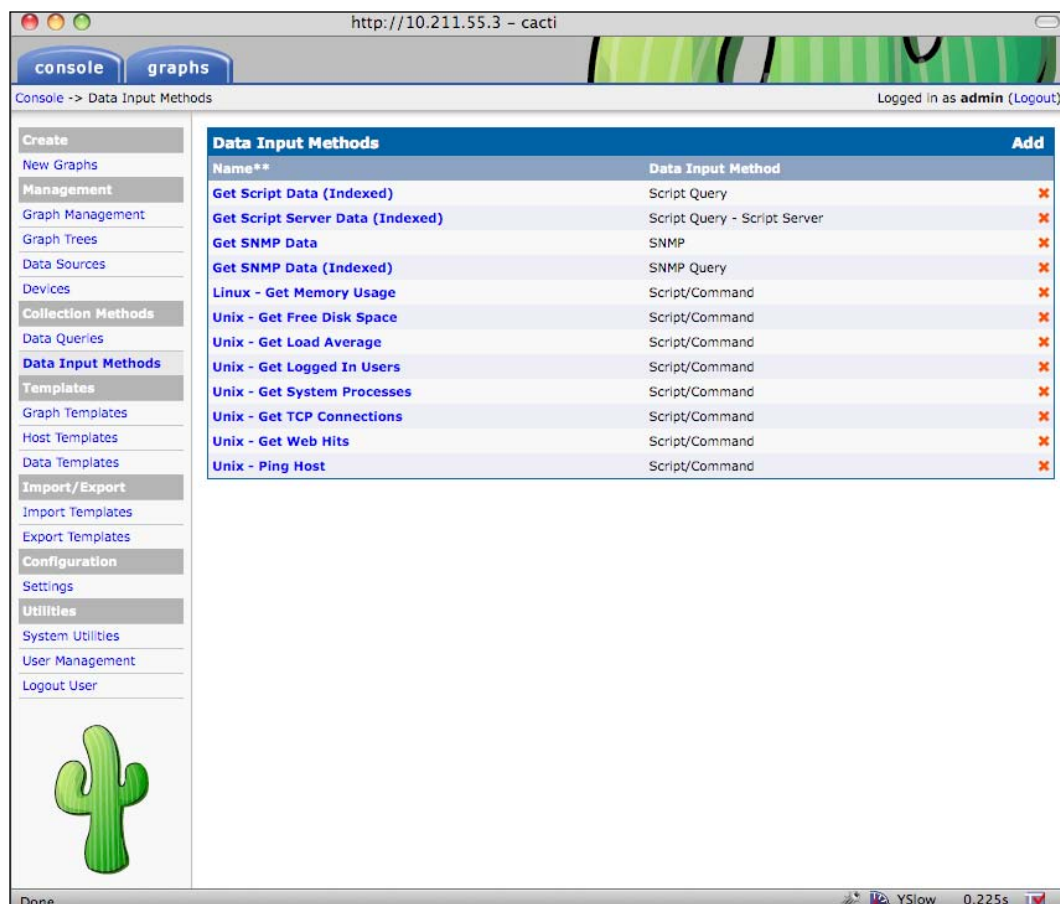 http://10.211.55.3 – cacti
console graphs
Console -> Data Input Methods Logged in as admin (Logout)
Create
New Graphs
Management
Graph Management
Graph Trees
Data Sources
Devices
Collection Methods
Data Queries
Data Input Methods
Templates
Graph Templates
Host Templates
Data Templates
Import/Export
Import Templates
Export Templates
Configuration
Settings
Utilities
System Utilities
User Management
Logout User
Data Input Methods Add
Name** Data Input Method
Get Script Data (Indexed) Script Query
Get Script Server Data (Indexed) Script Query - Script Server
Get SNMP Data SNMP
Get SNMP Data (Indexed) SNMP Query
Linux - Get Memory Usage Script/Command
Unix - Get Free Disk Space Script/Command
Unix - Get Load Average Script/Command
Unix - Get Logged In Users Script/Command
Unix - Get System Processes Script/Command
Unix - Get TCP Connections Script/Command
Unix - Get Web Hits Script/Command
Unix - Ping Host Script/Command
Done YSlow 0.225s